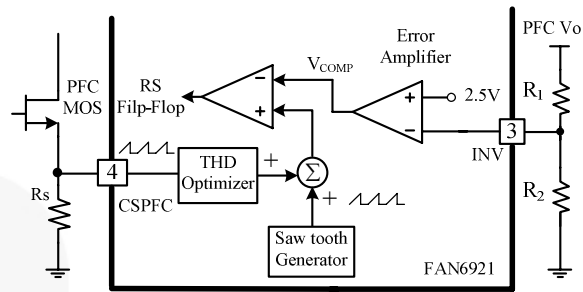 PFC Vo
Error
Amplifier
V_COMP
PFC
MOS
RS
Filp-Flop
−
+
+
−
2.5V
R1
3
INV
4
CSPFC
THD
Optimizer
+
Σ
+
Rs
R2
Saw tooth
Generator
FAN6921